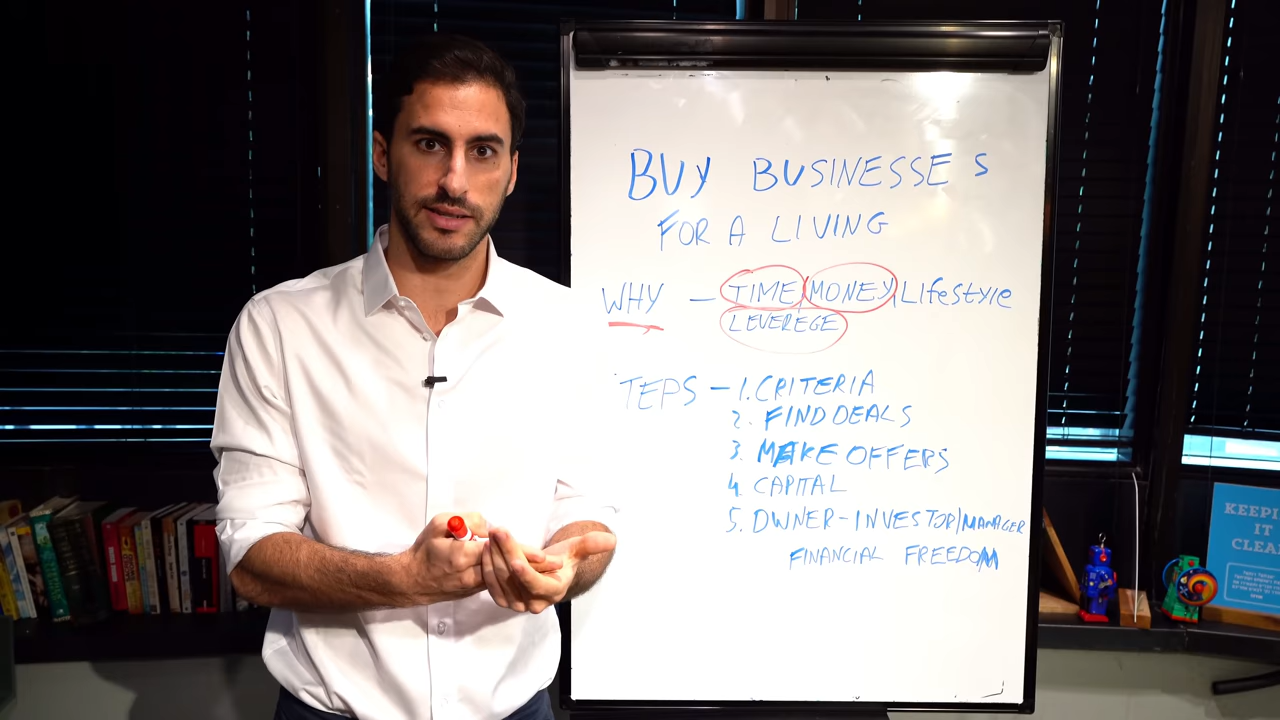 BUY BUSINESSES
FOR A LIVING
WHY - TIME/MONEY/Lifestyle
LEVEREGE
TEPS - 1. CRITERIA
2. FIND DEALS
3. MAKE OFFERS
4. CAPITAL
5. OWNER-INVESTOR/MANAGER
FINANCIAL FREEDOM
KEEPI
IT
CLEA